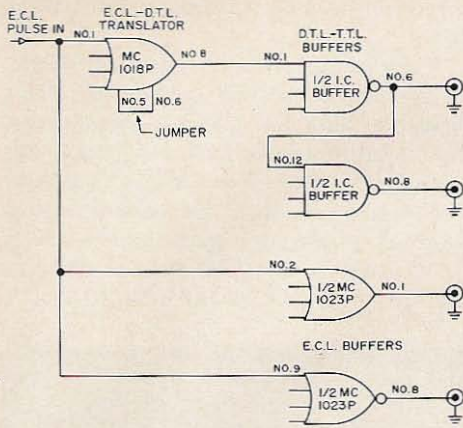 E.C.L.
PULSE IN
NO.1
E.C.L.-D.T.L.
TRANSLATOR
MC
1018P
NO.8
NO.5
NO.6
JUMPER
D.T.L.-T.T.L.
BUFFERS
NO.1
1/2 I.C.
BUFFER
NO.6
NO.12
1/2 I.C.
BUFFER
NO.8
NO.2
1/2 MC
1023P
NO.1
E.C.L. BUFFERS
NO.9
1/2 MC
1023P
NO.8